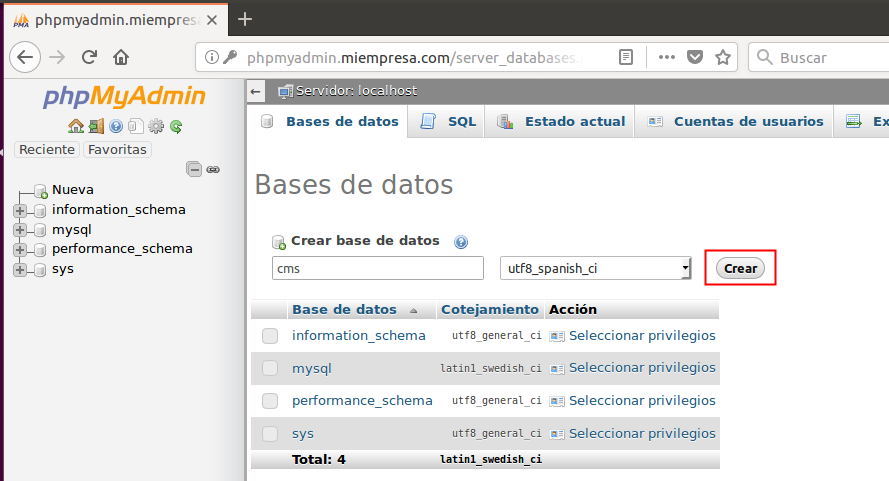 phpmyadmin.miempresa
phpmyadmin.miempresa.com/server_databases.
Buscar
phpMyAdmin
Reciente Favoritas
Nueva
information_schema
mysql
performance_schema
sys
Servidor: localhost
Bases de datos SQL Estado actual Cuentas de usuarios Ex
Bases de datos
Crear base de datos
cms utf8_spanish_ci Crear
Base de datos Cotejamiento Acción
information_schema utf8_general_ci Seleccionar privilegios
mysql latin1_swedish_ci Seleccionar privilegios
performance_schema utf8_general_ci Seleccionar privilegios
sys utf8_general_ci Seleccionar privilegios
Total: 4 latin1_swedish_ci